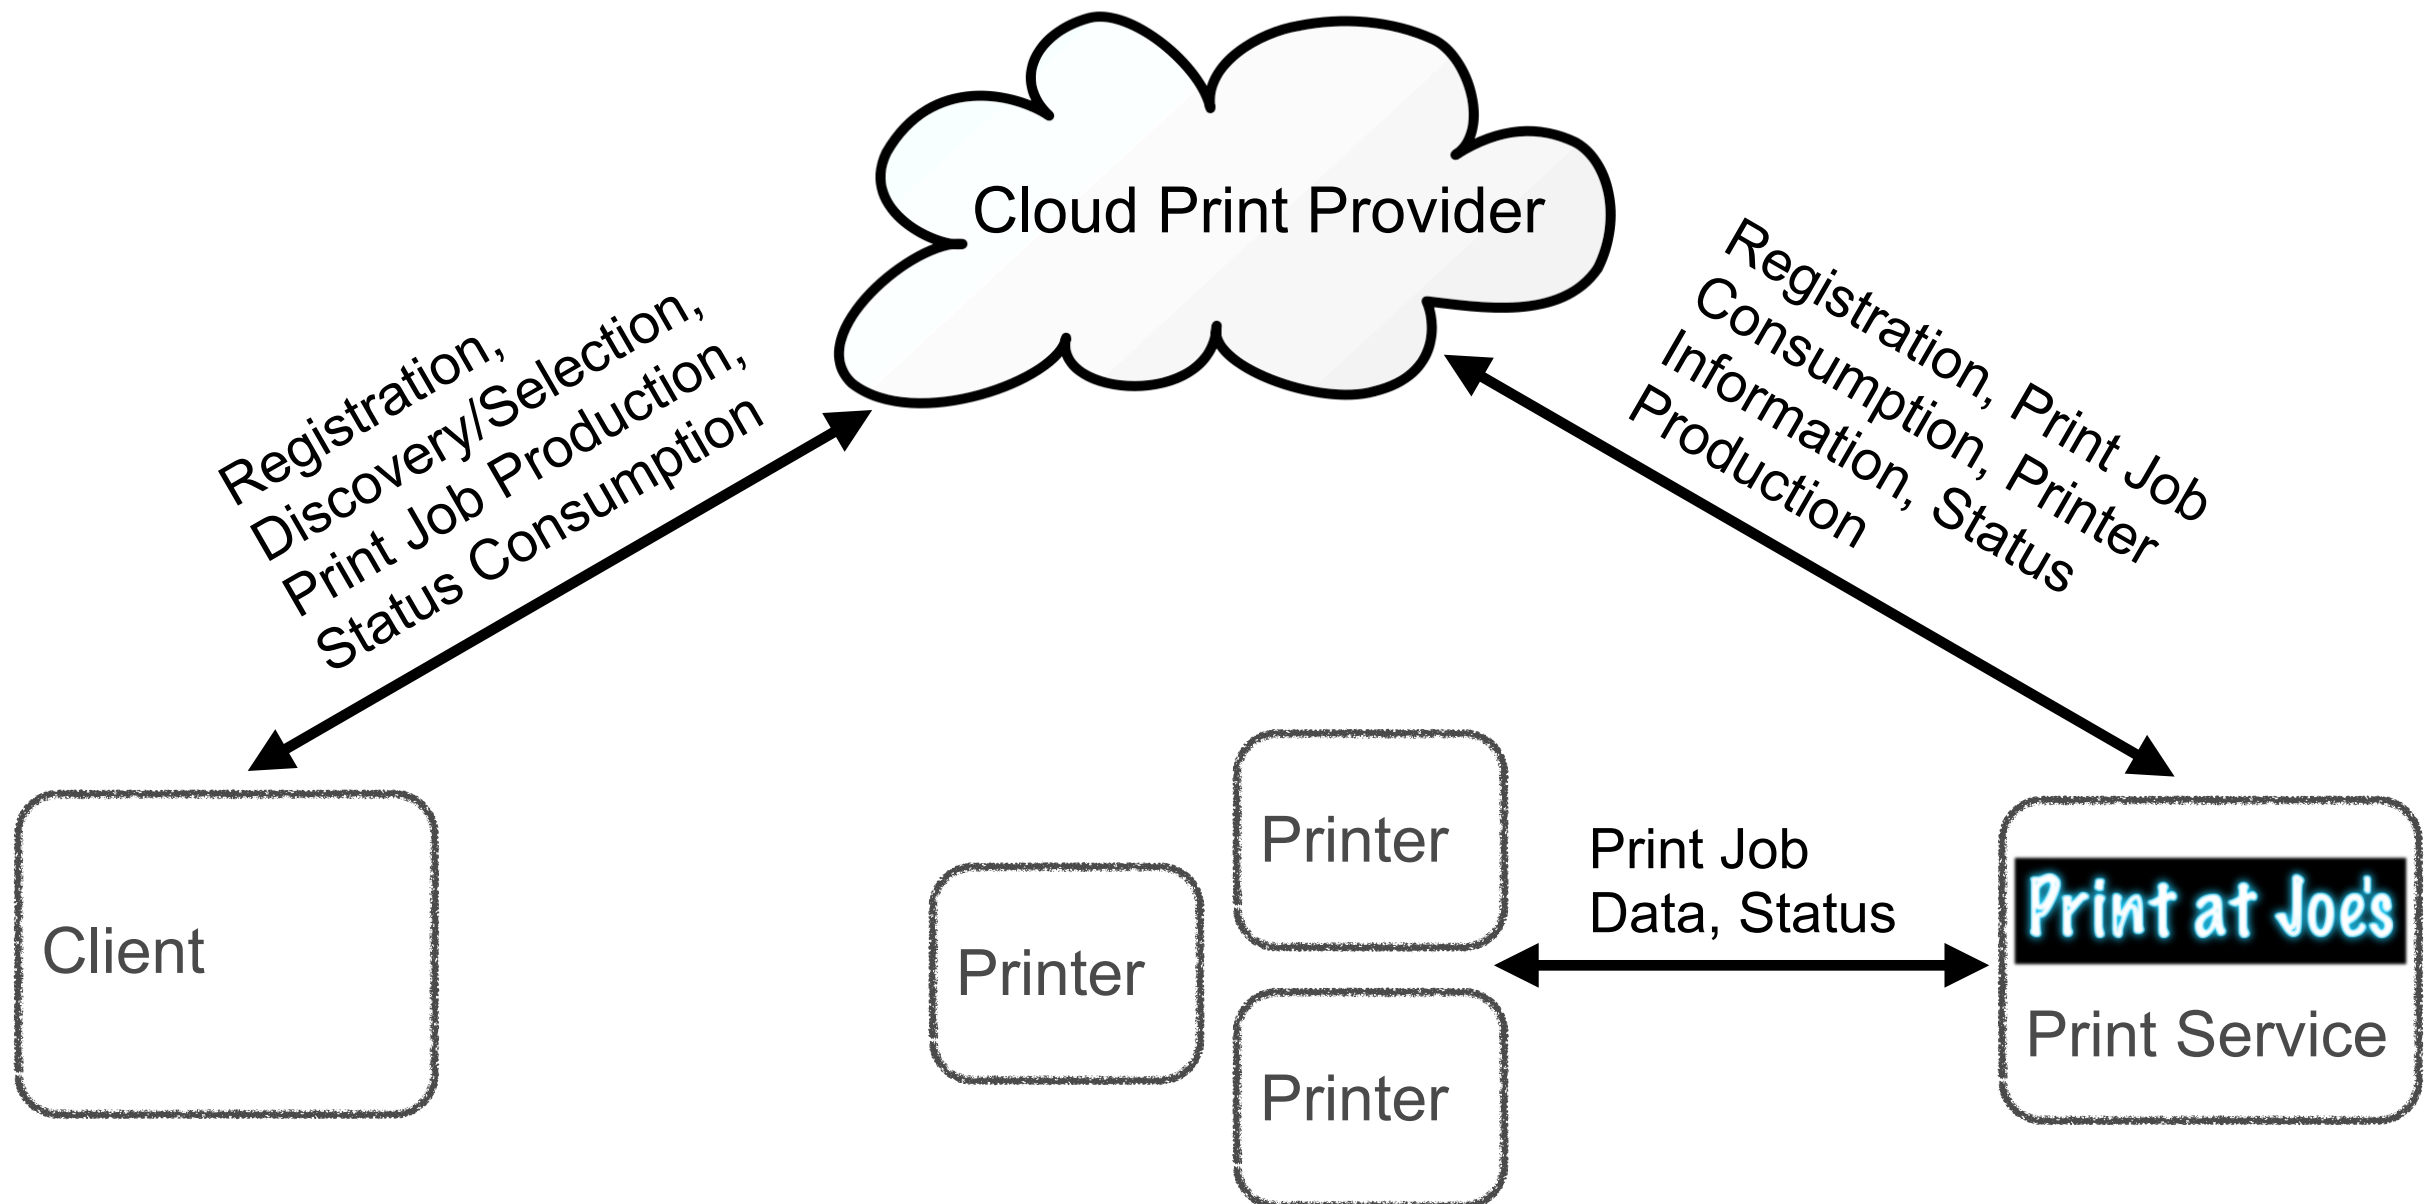 Cloud Print Provider
Registration,
Discovery/Selection,
Print Job Production,
Status Consumption
Registration, Print Job
Consumption, Printer
Information, Status
Production
Client
Printer
Printer
Printer
Print Job
Data, Status
Print at Joe's
Print Service